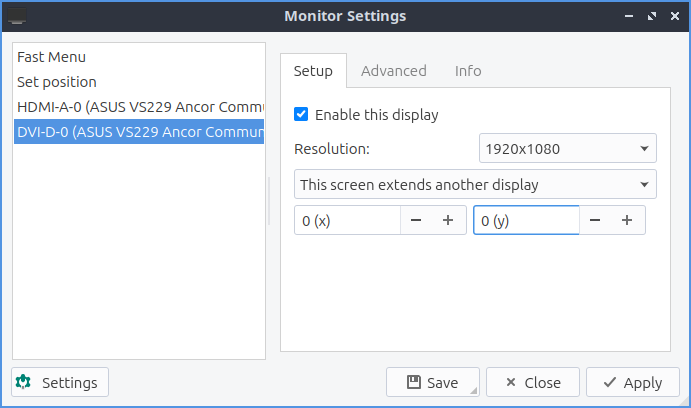 Monitor Settings
Fast Menu
Set position
HDMI-A-0 (ASUS VS229 Ancor Commu
DVI-D-0 (ASUS VS229 Ancor Commun
Setup Advanced Info
Enable this display
Resolution: 1920x1080
This screen extends another display
0 (x) 0 (y)
Settings Save Close Apply